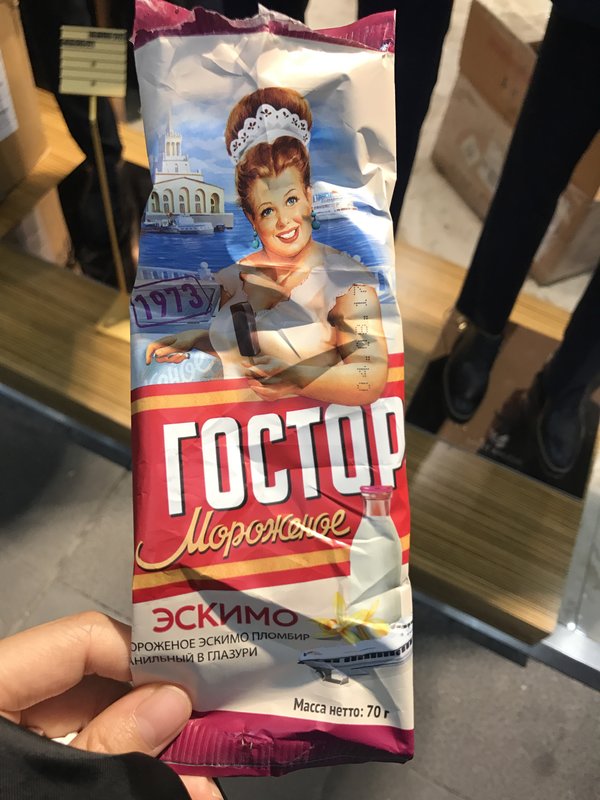 1973
ГОСТОР
Мороженое
ЭСКИМО
ОРОЖЕНОЕ ЭСКИМО ПЛОМБИР
АНИЛЬНЫЙ В ГЛАЗУРИ
Масса нетто: 70 г